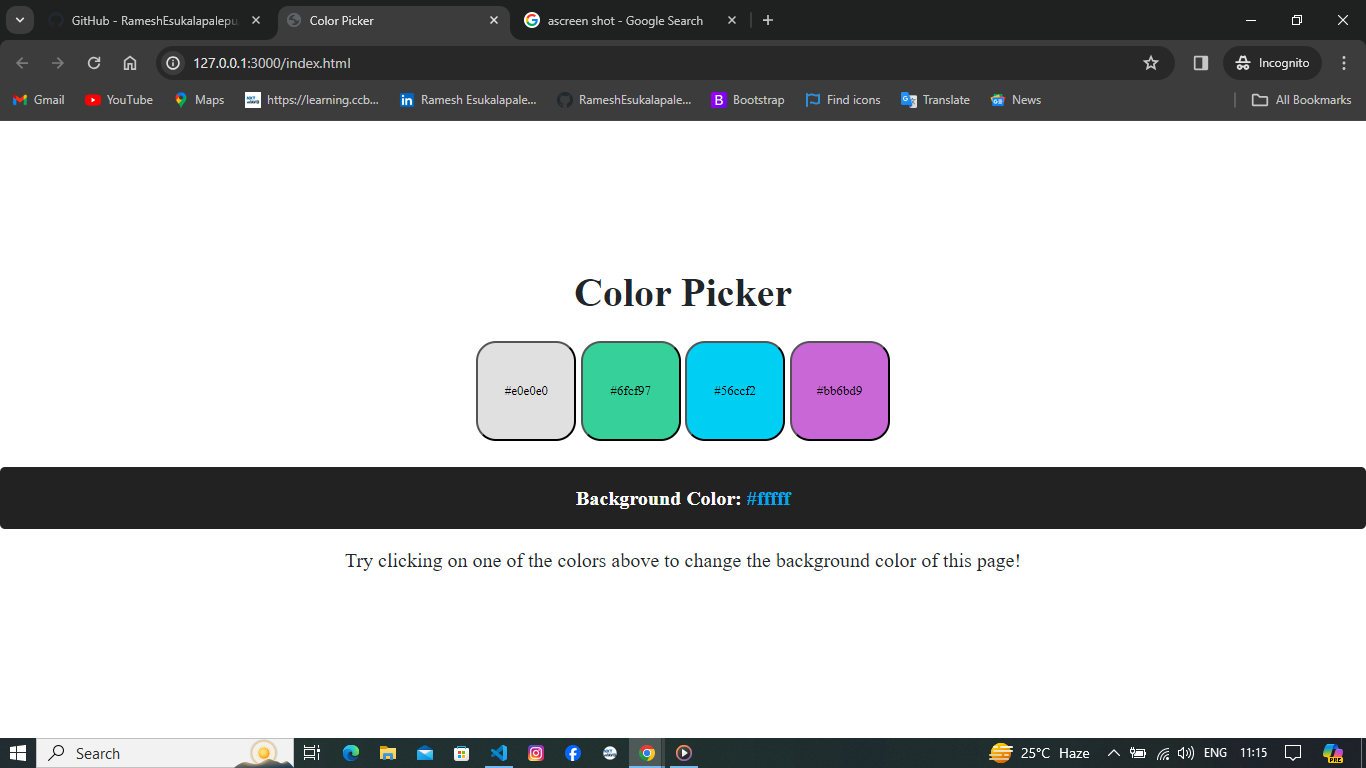 GitHub - RameshEsukalapalepu
Color Picker
ascreen shot - Google Search
127.0.0.1:3000/index.html
Incognito
Gmail
YouTube
Maps
https://learning.ccb...
Ramesh Esukalapale...
RameshEsukalapale...
Bootstrap
Find icons
Translate
News
All Bookmarks
Color Picker
#e0e0e0
#6fcf97
#56ccf2
#bb6bd9
Background Color: #fffff
Try clicking on one of the colors above to change the background color of this page!
Search
25°C Haze
ENG
11:15
PRE